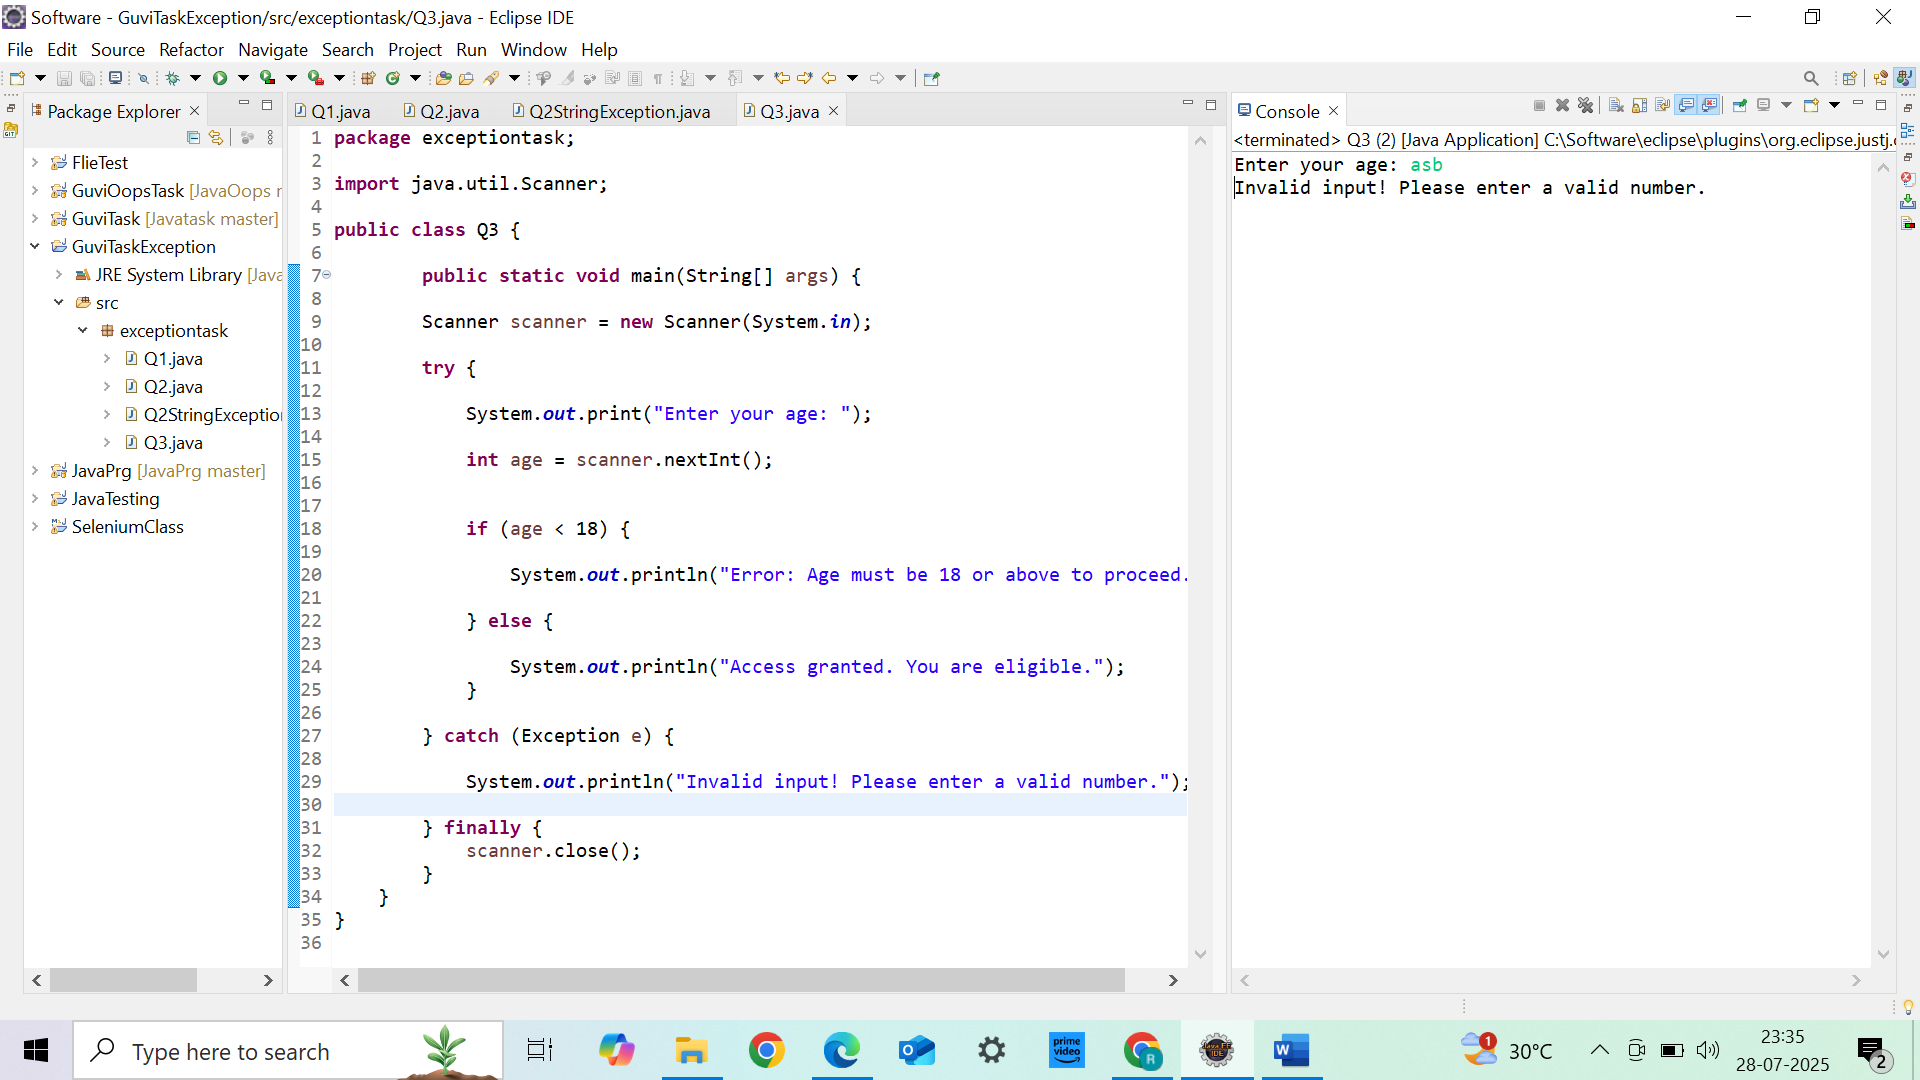 Software - GuviTaskException/src/exceptiontask/Q3.java - Eclipse IDE
File Edit Source Refactor Navigate Search Project Run Window Help
Package Explorer
FlieTest
GuviOopsTask [JavaOops
GuviTask [Javatask master]
GuviTaskException
JRE System Library [Java
src
exceptiontask
Q1.java
Q2.java
Q2StringException
Q3.java
JavaPrg [JavaPrg master]
JavaTesting
SeleniumClass
Q1.java Q2.java Q2StringException.java Q3.java
1 package exceptiontask;
2
3 import java.util.Scanner;
4
5 public class Q3 {
6
7 public static void main(String[] args) {
8
9 Scanner scanner = new Scanner(System.in);
10
11 try {
12
13 System.out.print("Enter your age: ");
14
15 int age = scanner.nextInt();
16
17
18 if (age < 18) {
19
20 System.out.println("Error: Age must be 18 or above to proceed.
21
22 } else {
23
24 System.out.println("Access granted. You are eligible.");
25 }
26
27 } catch (Exception e) {
28
29 System.out.println("Invalid input! Please enter a valid number.");
30
31 } finally {
32 scanner.close();
33 }
34 }
35 }
36
Console
<terminated> Q3 (2) [Java Application] C:\Software\eclipse\plugins\org.eclipse.justj.
Enter your age: asb
Invalid input! Please enter a valid number.
Type here to search
prime video
R
Java EE IDE
W
1
30°C
23:35
28-07-2025
2